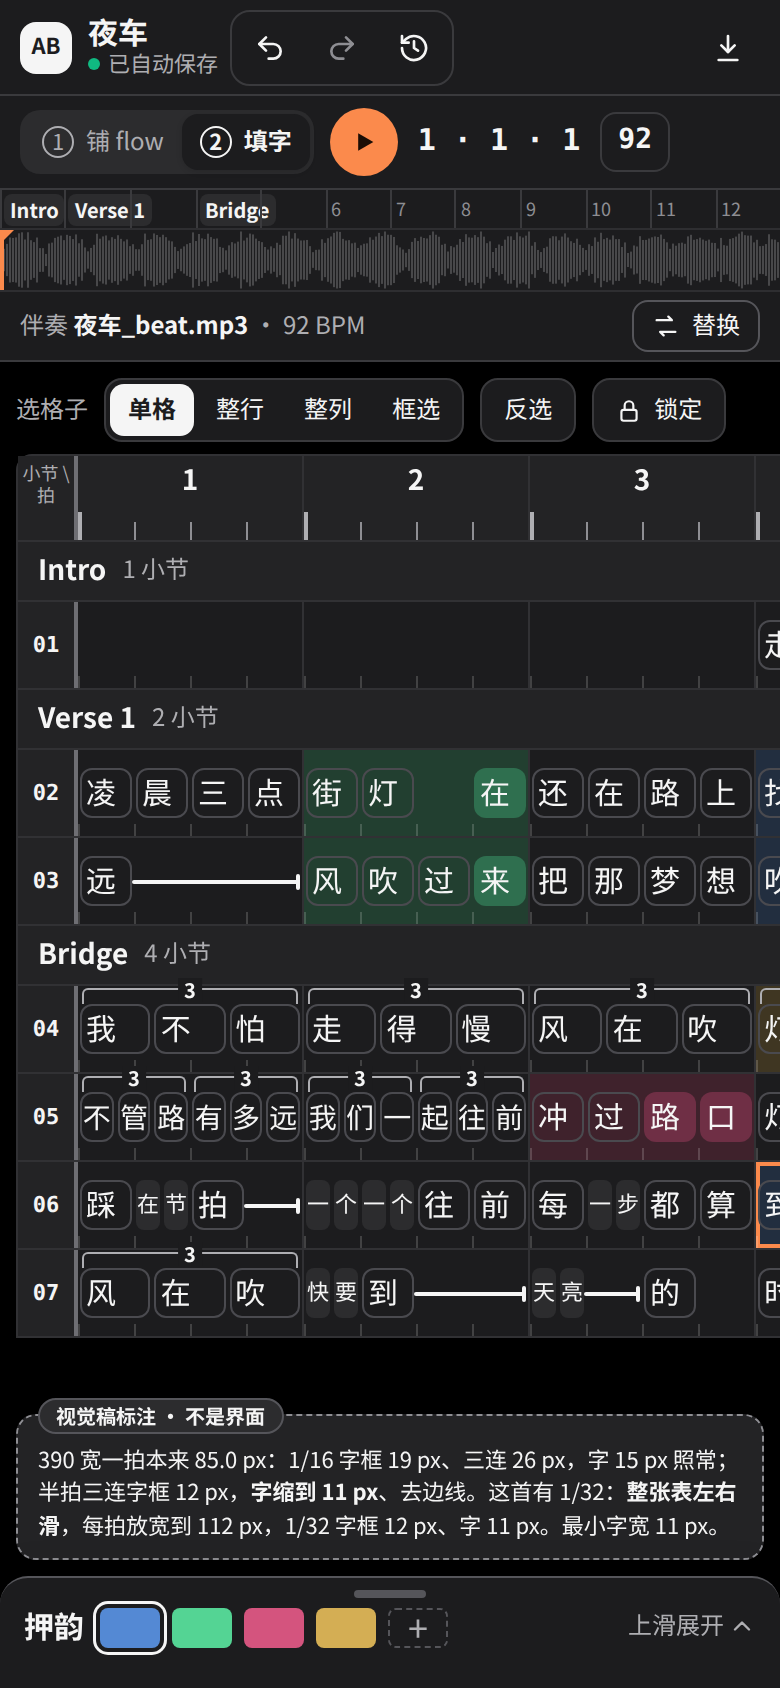 AB 夜车
已自动保存
1 铺 flow 2 填字 1 · 1 · 1 92
Intro Verse 1 Bridge 6 7 8 9 10 11 12
伴奏 夜车_beat.mp3 · 92 BPM 替换
选格子 单格 整行 整列 框选 反选 锁定
小节 \ 拍 1 2 3
Intro 1 小节
01
Verse 1 2 小节
02 凌 晨 三 点 街 灯 在 还 在 路 上
03 远 风 吹 过 来 把 那 梦 想
Bridge 4 小节
3 3 3
04 我 不 怕 走 得 慢 风 在 吹
3 3 3 3
05 不 管 路 有 多 远 我 们 一 起 往 前 冲 过 路 口
06 踩 在 节 拍 一 个 一 个 往 前 每 一 步 都 算
3
07 风 在 吹 快 要 到 天 亮 的
视觉稿标注 · 不是界面
390 宽一拍本来 85.0 px：1/16 字框 19 px、三连 26 px，字 15 px 照常；
半拍三连字框 12 px，字缩到 11 px、去边线。这首有 1/32：整张表左右
滑，每拍放宽到 112 px，1/32 字框 12 px、字 11 px。最小字宽 11 px。
押韵 + 上滑展开